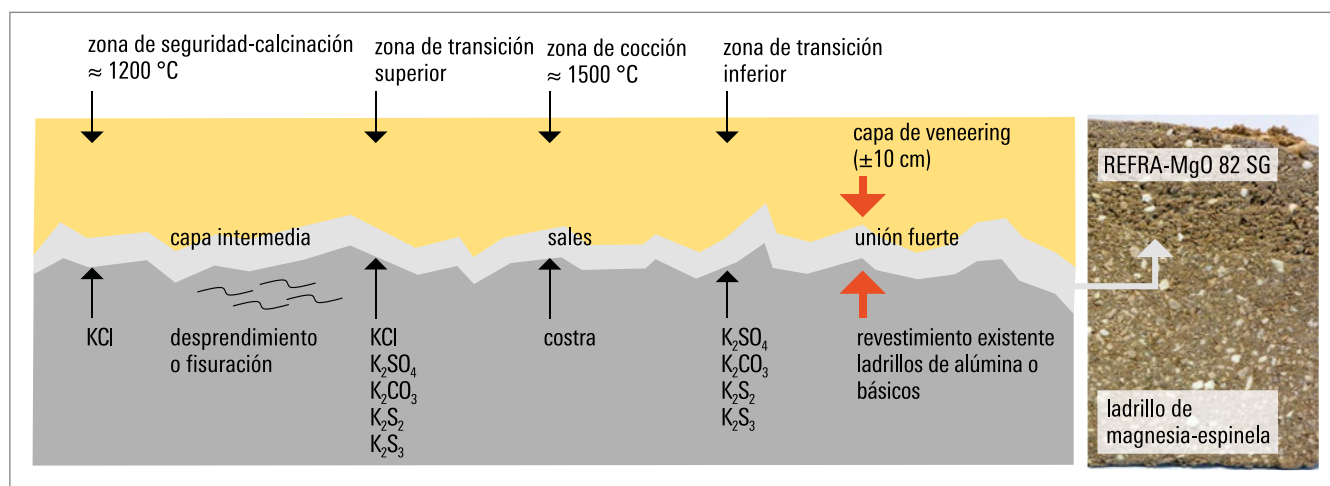 zona de seguridad-calcinación
≈ 1200 °C
zona de transición
superior
zona de cocción
≈ 1500 °C
zona de transición
inferior
capa de veneering
(±10 cm)
REFRA-MgO 82 SG
capa intermedia
sales
unión fuerte
KCl
desprendimiento
o fisuración
KCl
K₂SO₄
K₂CO₃
K₂S₂
K₂S₃
costra
K₂SO₄
K₂CO₃
K₂S₂
K₂S₃
revestimiento existente
ladrillos de alúmina o
básicos
ladrillo de
magnesia-espinela